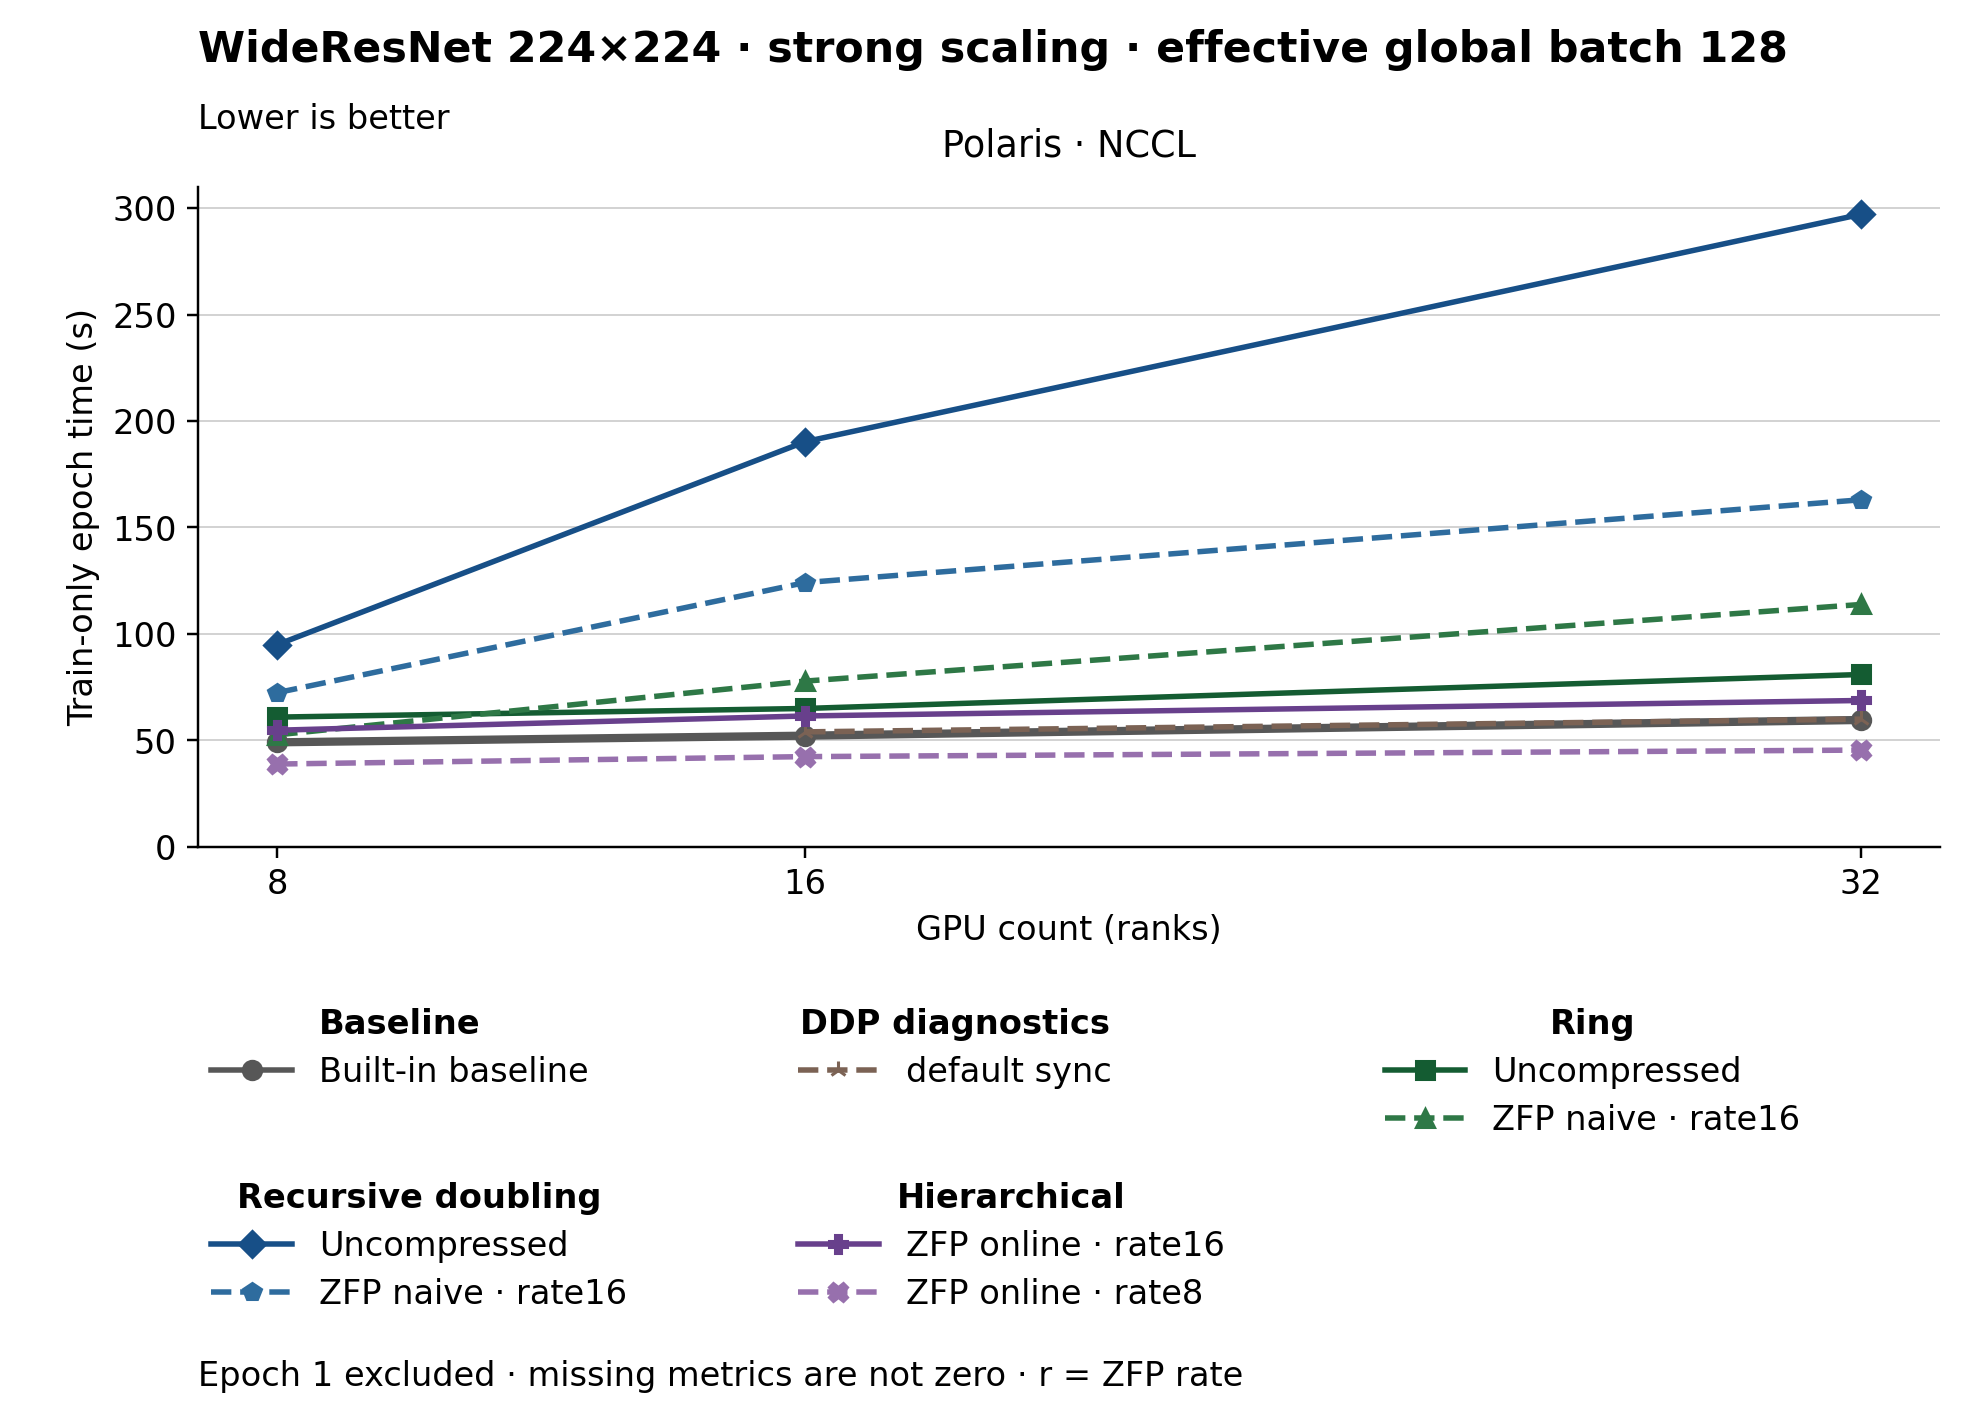 WideResNet 224×224 · strong scaling · effective global batch 128
Lower is better
Polaris · NCCL
Train-only epoch time (s)
300
250
200
150
100
50
0
8
16
32
GPU count (ranks)
Baseline
Built-in baseline
DDP diagnostics
default sync
Ring
Uncompressed
ZFP naive · rate16
Recursive doubling
Uncompressed
ZFP naive · rate16
Hierarchical
ZFP online · rate16
ZFP online · rate8
Epoch 1 excluded · missing metrics are not zero · r = ZFP rate